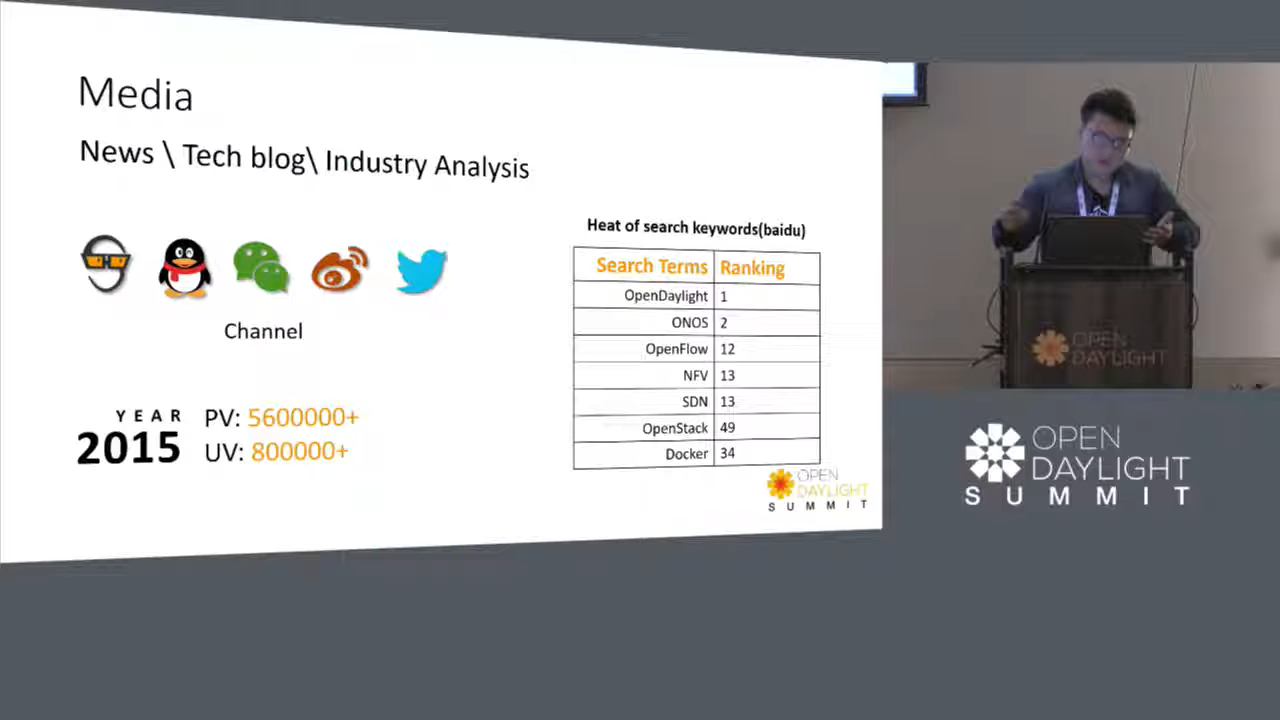 Media
News \ Tech blog\ Industry Analysis
Channel
YEAR
2015
PV: 5600000+
UV: 800000+
Heat of search keywords(baidu)
Search Terms Ranking
OpenDaylight 1
ONOS 2
OpenFlow 12
NFV 13
SDN 13
OpenStack 49
Docker 34
OPEN
DAYLIGHT
SUMMIT
OPEN
DAYLIGHT
OPEN
DAYLIGHT
SUMMIT